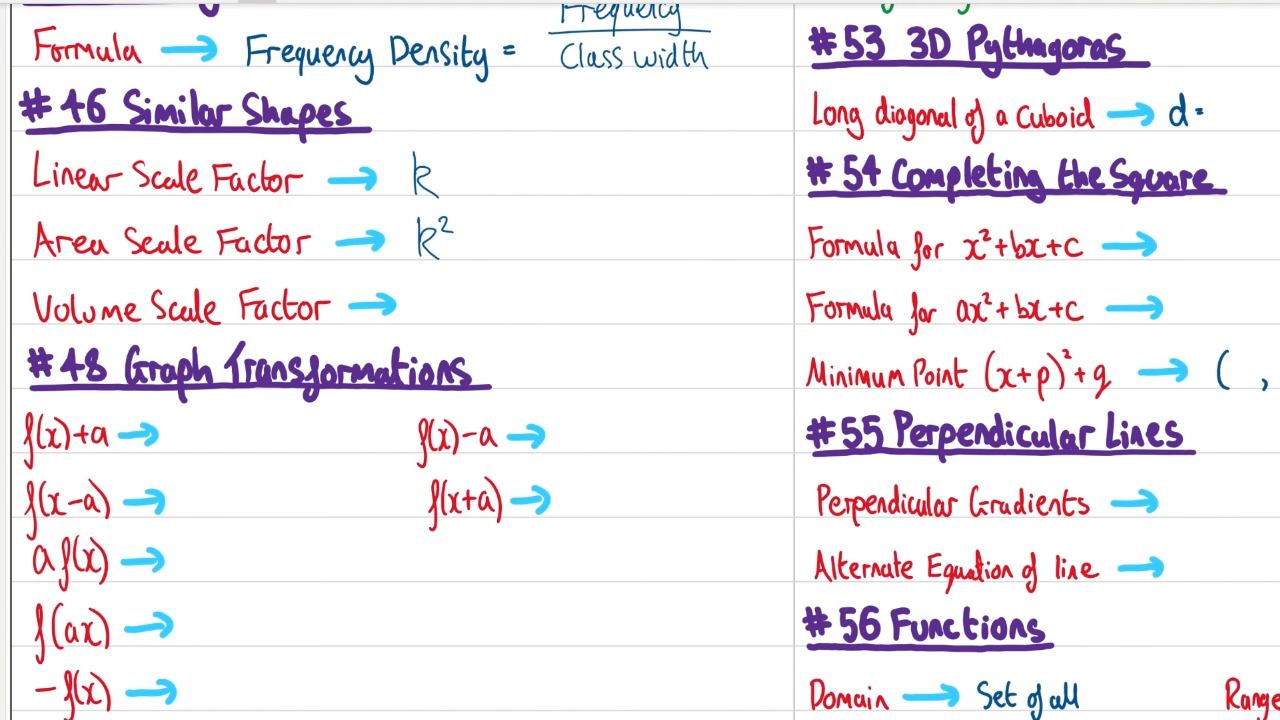 Frequency
Formula → Frequency Density =
Class width
#46 Similar Shapes
Linear Scale Factor → k
Area Scale Factor → k²
Volume Scale Factor →
#48 Graph Transformations
f(x)+a → f(x)-a →
f(x-a) → f(x+a) →
af(x) →
f(ax) →
-f(x) →
#53 3D Pythagoras
Long diagonal of a Cuboid → d=
#54 Completing the Square
Formula for x²+bx+c →
Formula for ax²+bx+c →
Minimum Point (x+p)²+q → ( ,
#55 Perpendicular Lines
Perpendicular Gradients →
Alternate Equation of line →
#56 Functions
Domain → Set of all Range